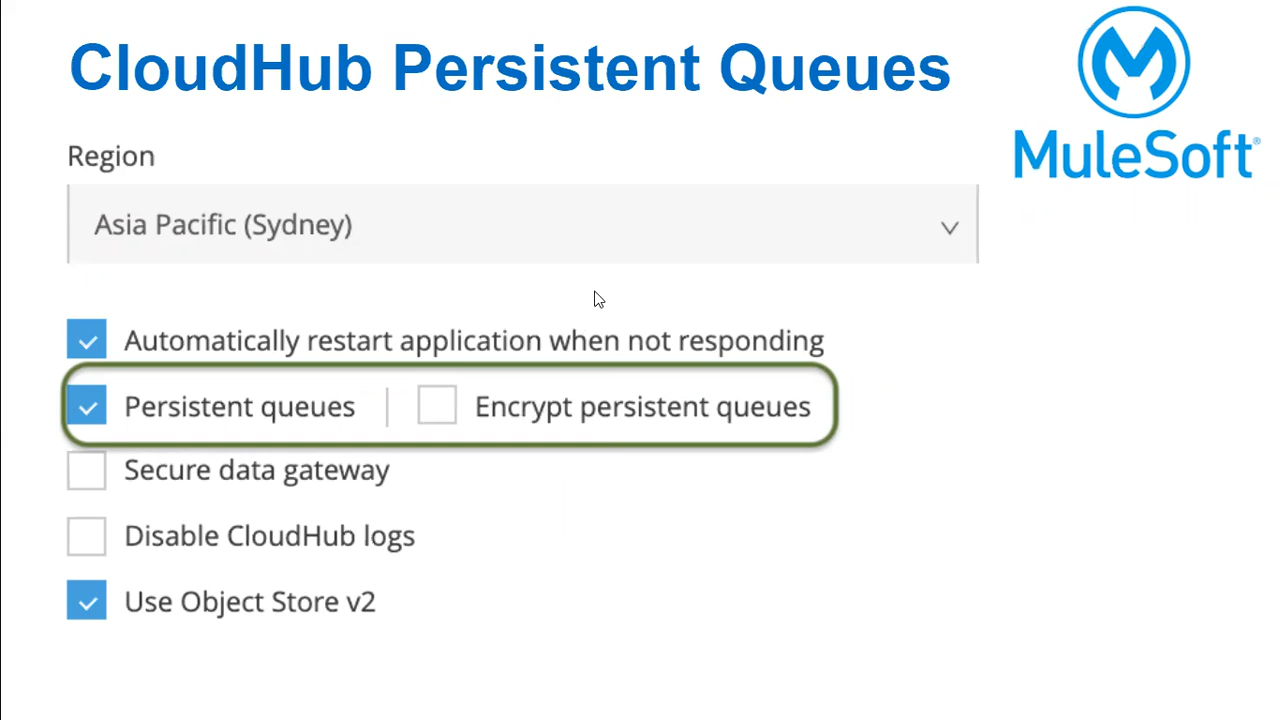 CloudHub Persistent Queues
MuleSoft®
Region
Asia Pacific (Sydney)
Automatically restart application when not responding
Persistent queues | Encrypt persistent queues
Secure data gateway
Disable CloudHub logs
Use Object Store v2